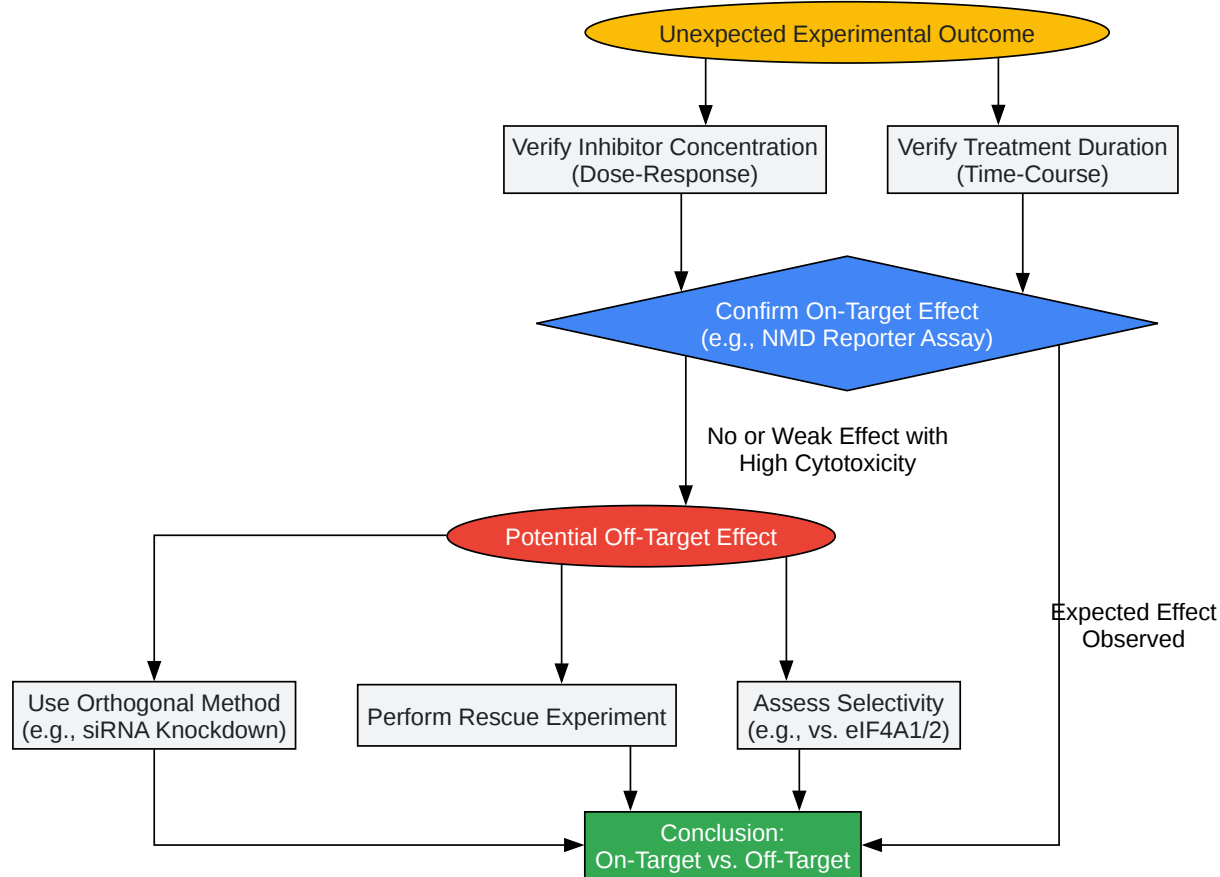 Unexpected Experimental Outcome
Verify Inhibitor Concentration
(Dose-Response)
Verify Treatment Duration
(Time-Course)
Confirm On-Target Effect
(e.g., NMD Reporter Assay)
No or Weak Effect with
High Cytotoxicity
Potential Off-Target Effect
Expected Effect
Observed
Use Orthogonal Method
(e.g., siRNA Knockdown)
Perform Rescue Experiment
Assess Selectivity
(e.g., vs. eIF4A1/2)
Conclusion:
On-Target vs. Off-Target